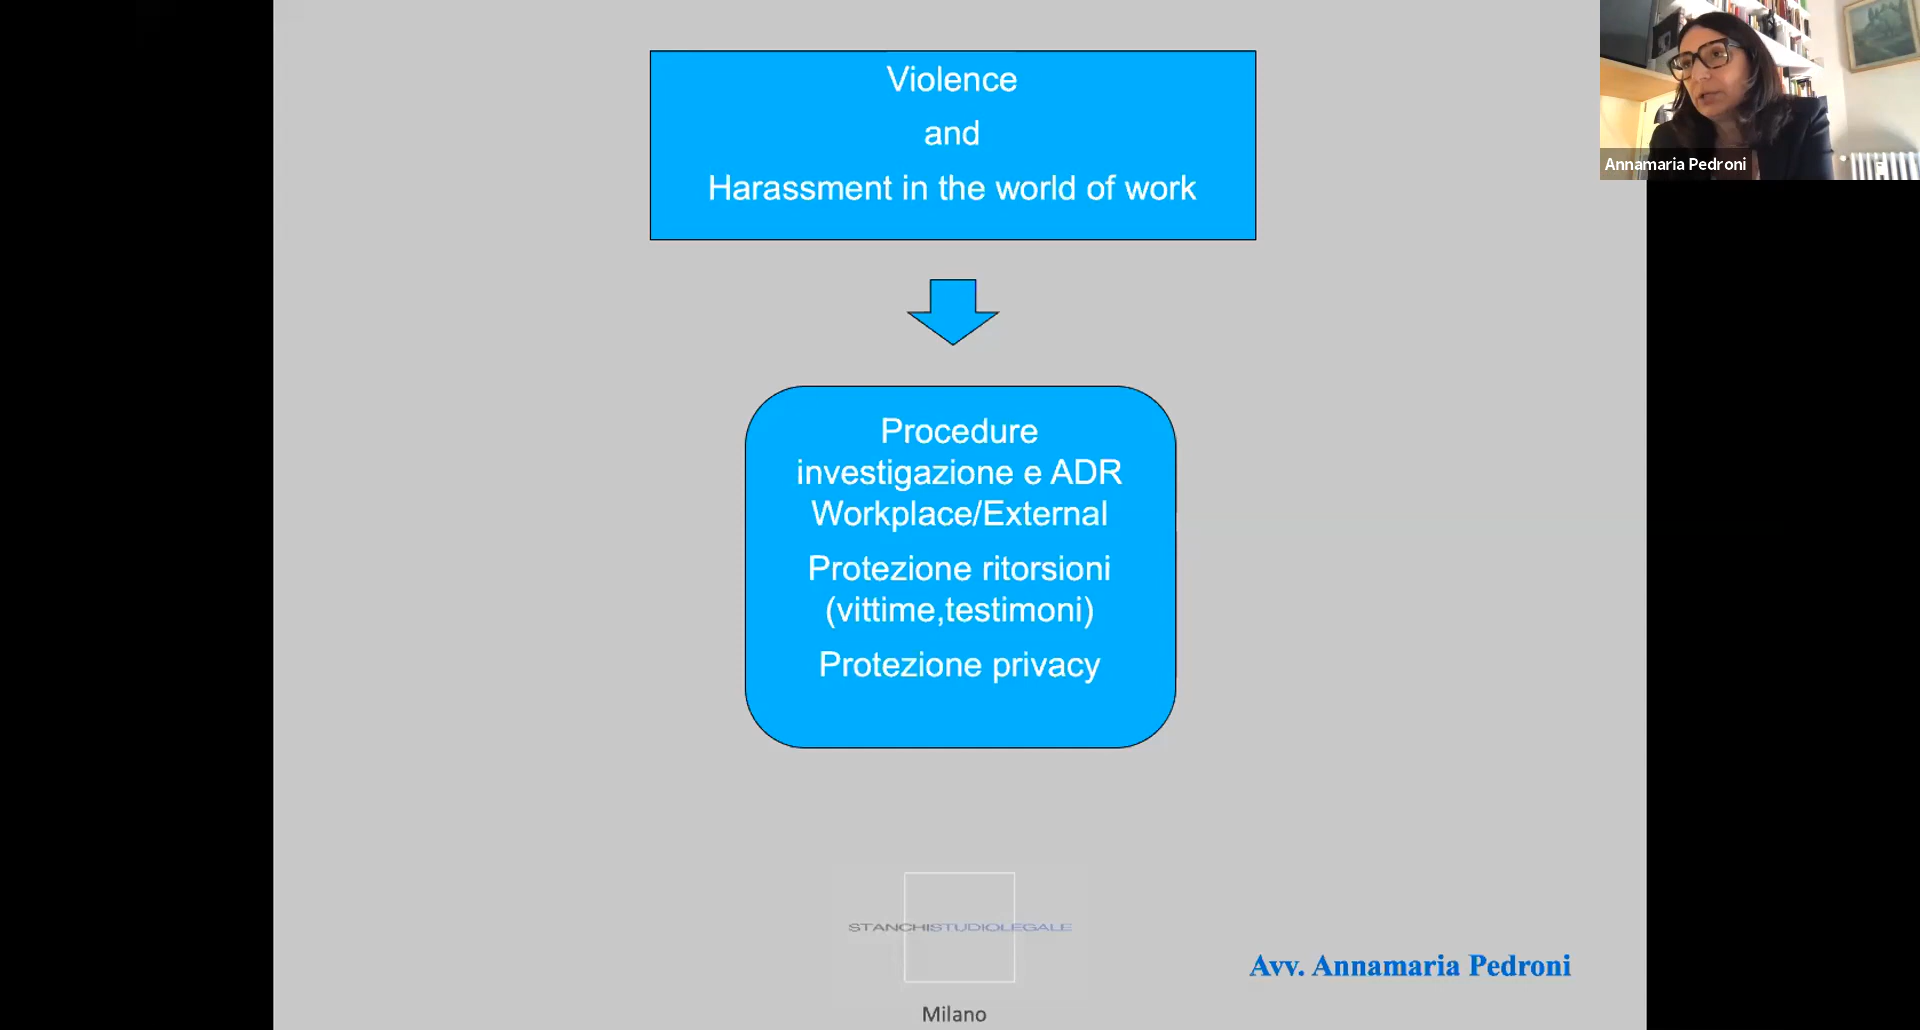 Violence
and
Harassment in the world of work
Annamaria Pedroni
Procedure
investigazione e ADR
Workplace/External
Protezione ritorsioni
(vittime,testimoni)
Protezione privacy
STANCHISTUDIOLEGALE
Milano
Avv. Annamaria Pedroni